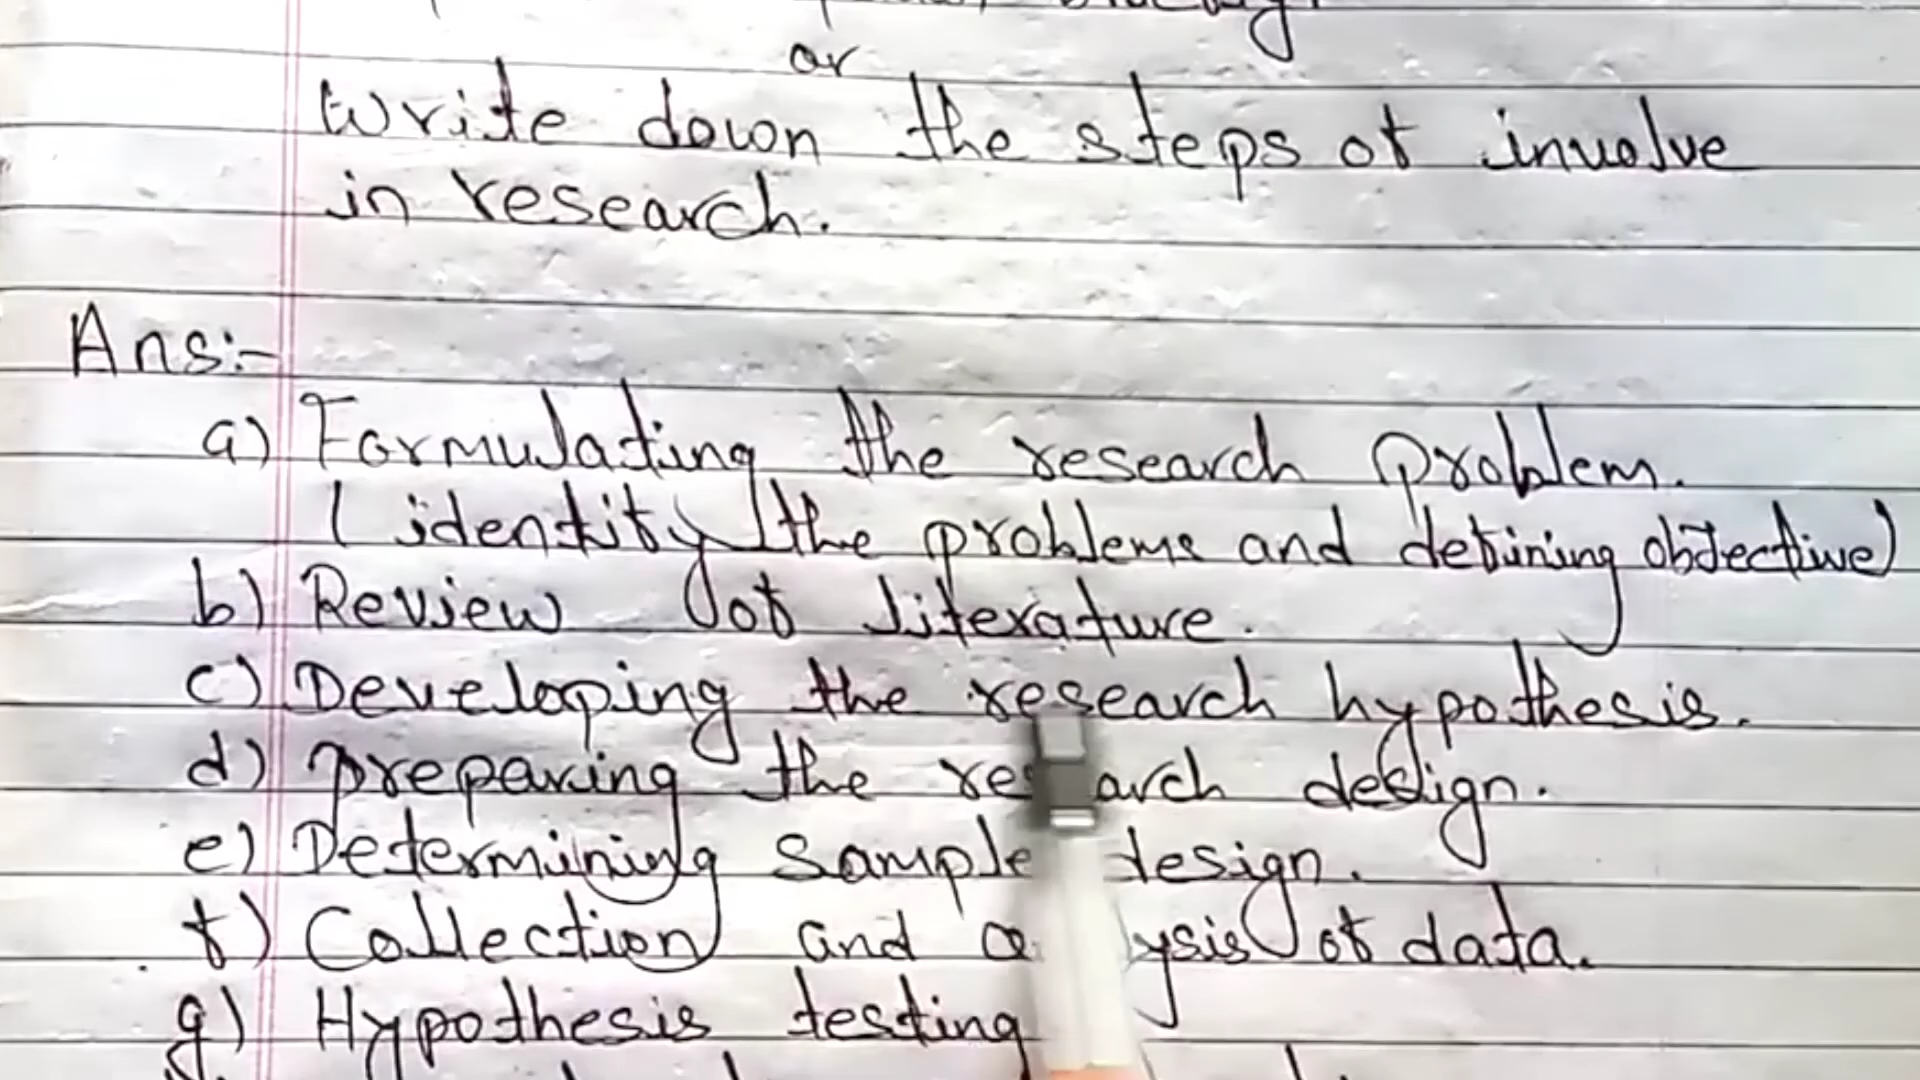 or
Write down the steps of involve
in research.
Ans:-
a) Formulating the research problem.
( identify the problems and defining objective)
b) Review of literature.
c) Developing the research hypothesis.
d) preparing the research design.
e) Determining sample design.
f) Collection and of data.
g) Hypothesis testing